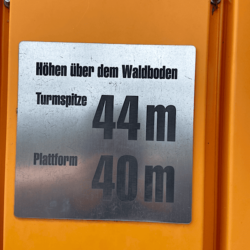 Höhen über dem Waldboden
Turmspitze
44 m
Plattform
40 m